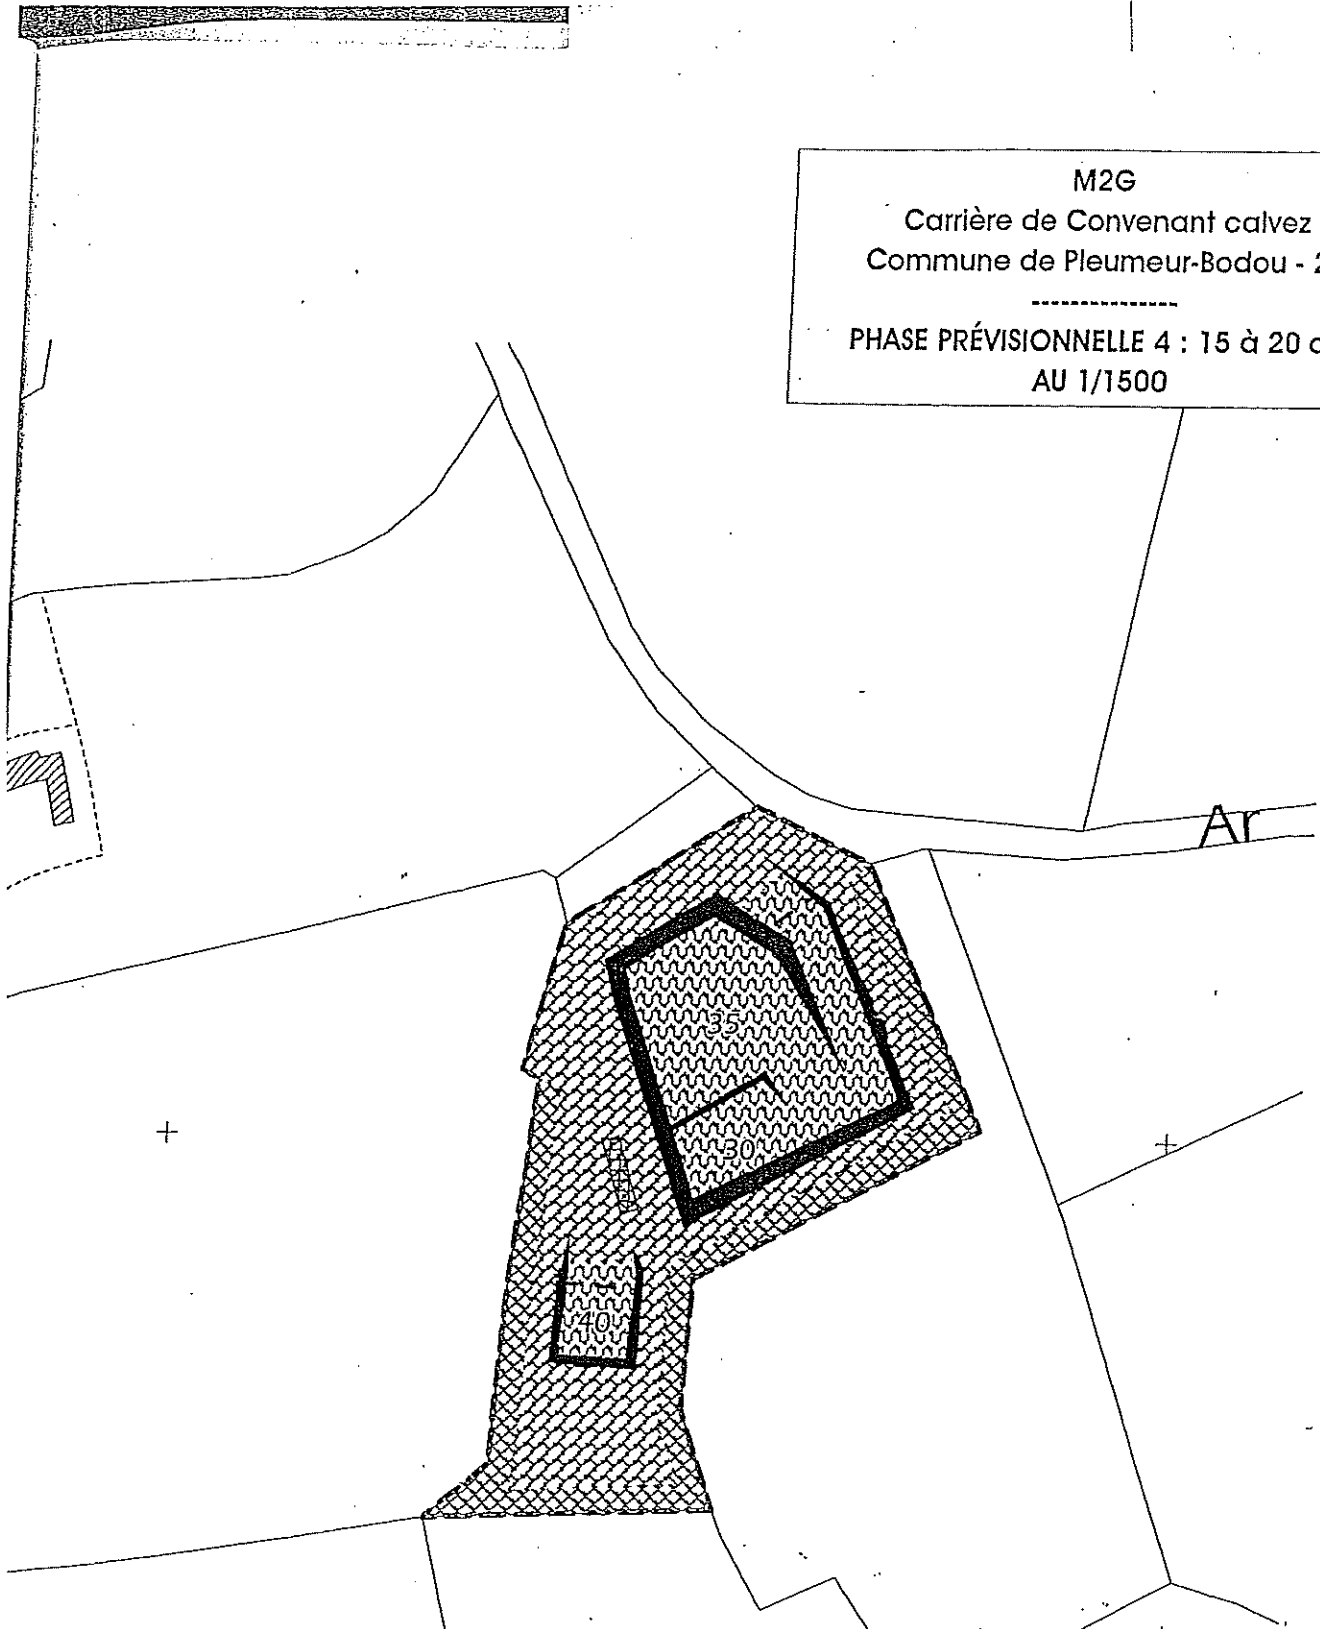 M2G
Carrière de Convenant calvez
Commune de Pleumeur-Bodou -
---------------
PHASE PRÉVISIONNELLE 4 : 15 à 20
AU 1/1500
Ar
35
30
40